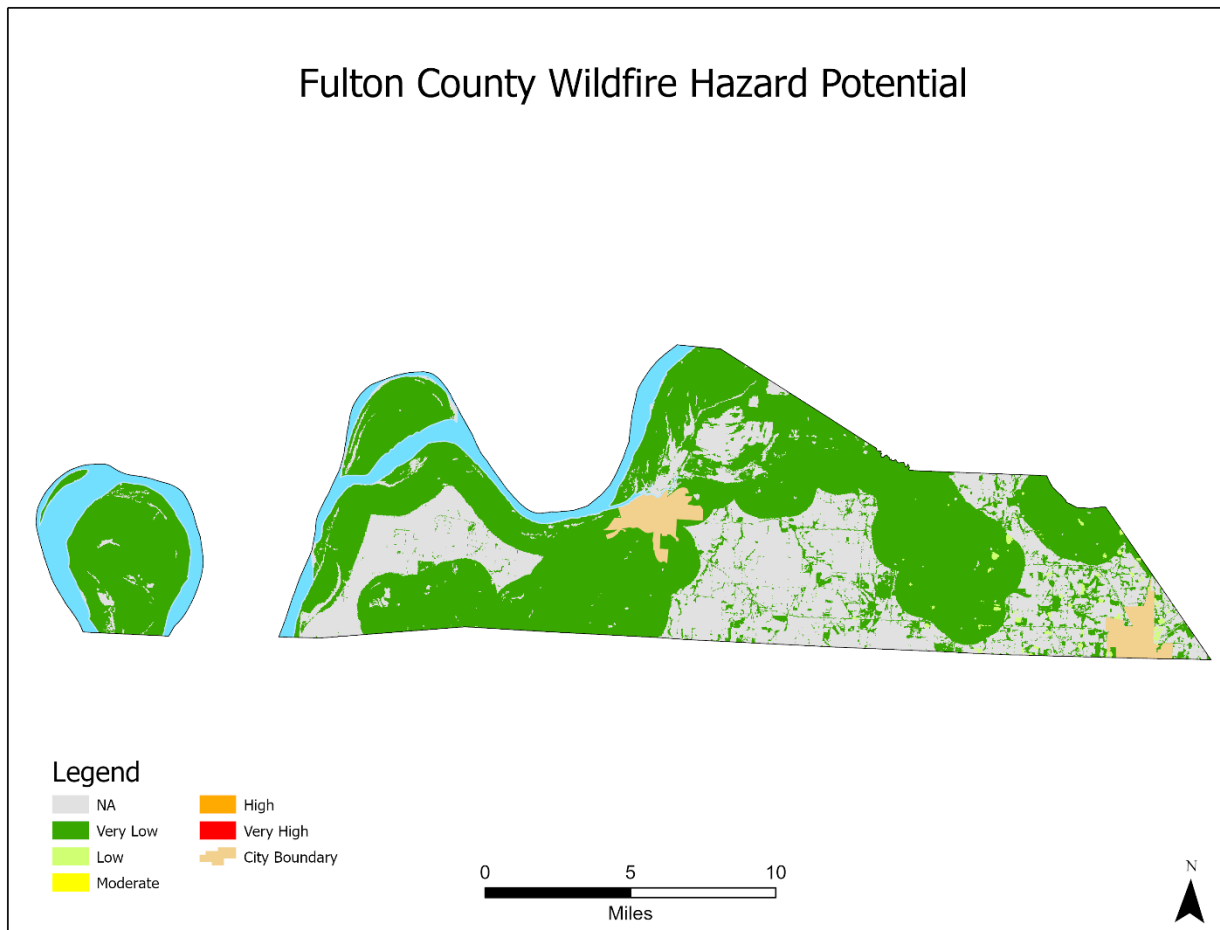 Fulton County Wildfire Hazard Potential
Legend
NA
Very Low
Low
Moderate
High
Very High
City Boundary
0 5 10
Miles
N